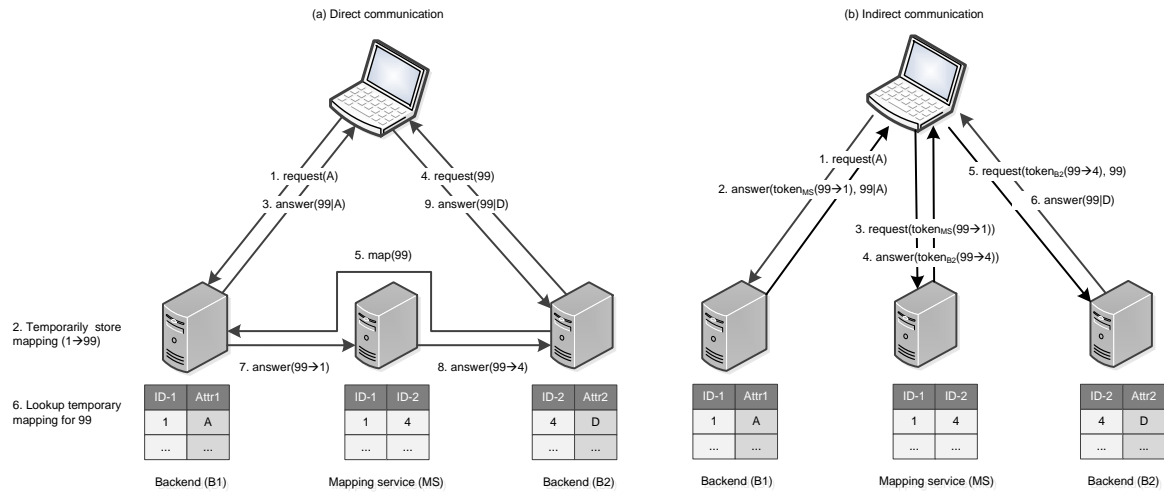 (a) Direct communication
1. request(A)
3. answer(99|A)
4. request(99)
9. answer(99|D)
5. map(99)
2. Temporarily store
mapping (1→99)
7. answer(99→1)
8. answer(99→4)
6. Lookup temporary
mapping for 99
ID-1 Attr1
1 A
... ...
Backend (B1)
ID-1 ID-2
1 4
... ...
Mapping service (MS)
ID-2 Attr2
4 D
... ...
Backend (B2)
(b) Indirect communication
1. request(A)
2. answer(tokenMS(99→1), 99|A)
3. request(tokenMS(99→1))
4. answer(tokenB2(99→4))
5. request(tokenB2(99→4), 99)
6. answer(99|D)
ID-1 Attr1
1 A
... ...
Backend (B1)
ID-1 ID-2
1 4
... ...
Mapping service (MS)
ID-2 Attr2
4 D
... ...
Backend (B2)